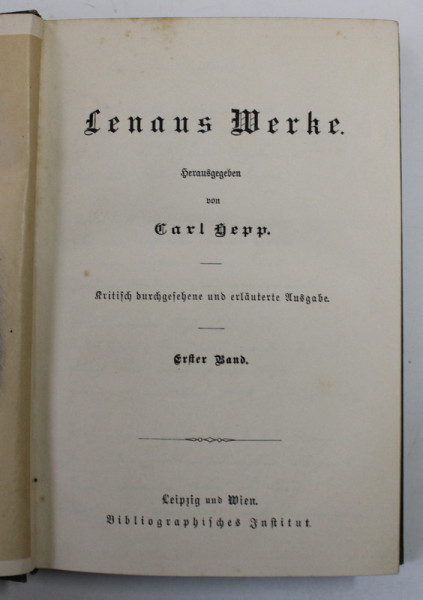 Lenaus Werke.
Herausgegeben
von
Carl Hepp.
Kritisch durchgesehene und erläuterte Ausgabe.
Erster Band.
Leipzig und Wien.
Bibliographisches Institut.